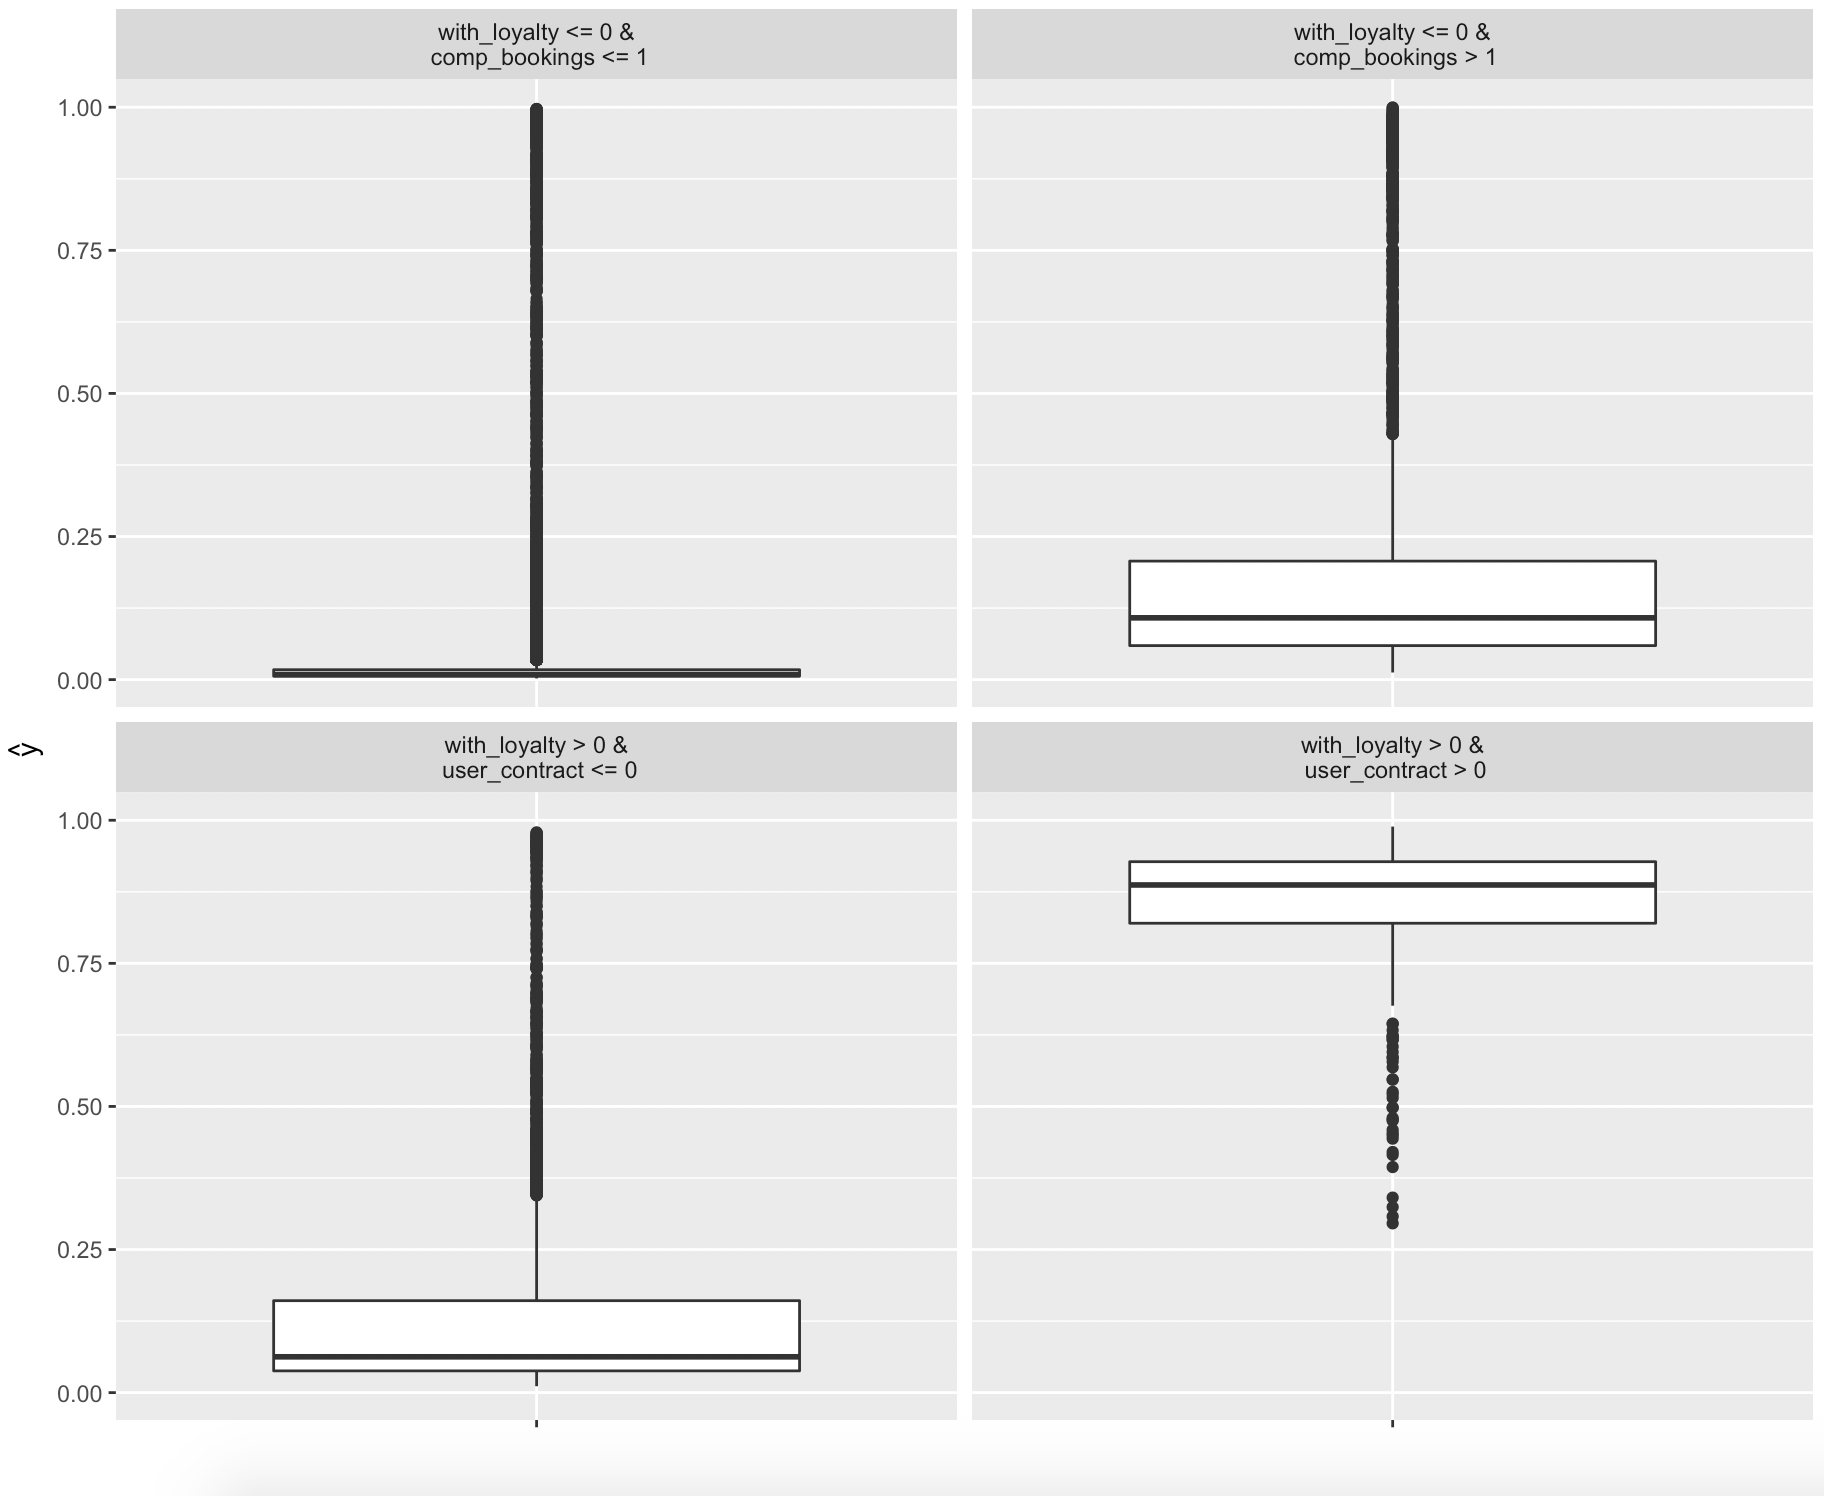 with_loyalty <= 0 &
comp_bookings <= 1
with_loyalty <= 0 &
comp_bookings > 1
1.00
0.75
0.50
0.25
0.00
ŷ
with_loyalty > 0 &
user_contract <= 0
with_loyalty > 0 &
user_contract > 0
1.00
0.75
0.50
0.25
0.00